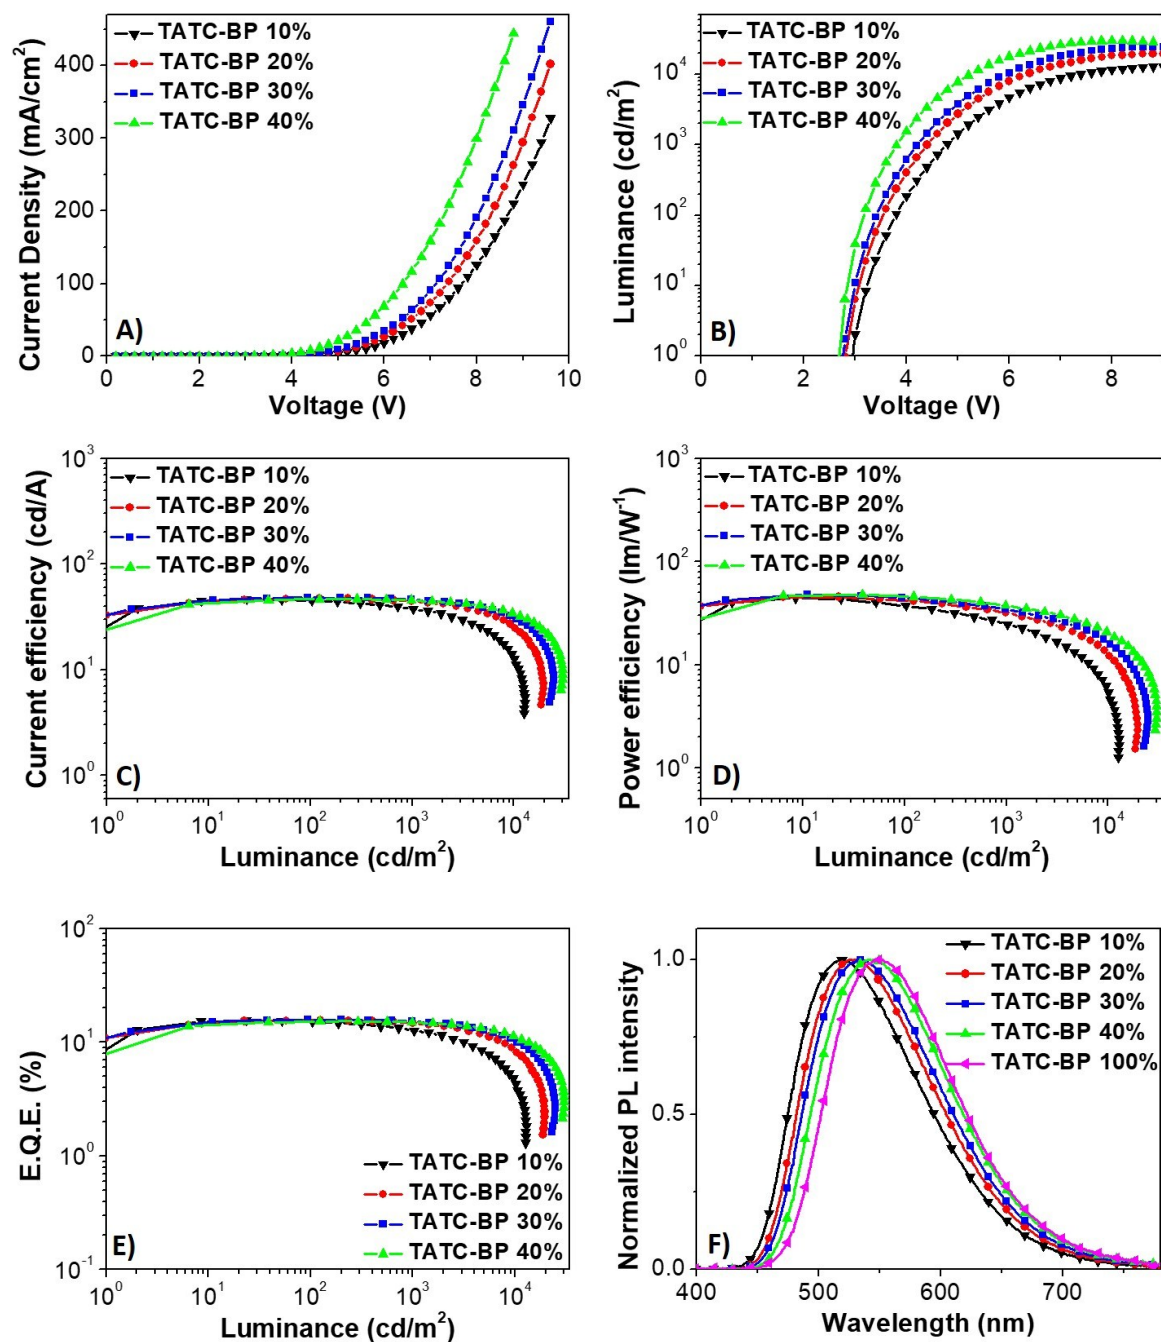 TATC-BP 10%
TATC-BP 20%
TATC-BP 30%
TATC-BP 40%
Current Density (mA/cm²)
400
300
200
100
0
A)
0 2 4 6 8 10
Voltage (V)
TATC-BP 10%
TATC-BP 20%
TATC-BP 30%
TATC-BP 40%
Luminance (cd/m²)
10⁴
10³
10²
10¹
10⁰
B)
0 2 4 6 8
Voltage (V)
TATC-BP 10%
TATC-BP 20%
TATC-BP 30%
TATC-BP 40%
Current efficiency (cd/A)
10³
10²
10¹
10⁰
C)
10⁰ 10¹ 10² 10³ 10⁴
Luminance (cd/m²)
TATC-BP 10%
TATC-BP 20%
TATC-BP 30%
TATC-BP 40%
Power efficiency (lm/W⁻¹)
10³
10²
10¹
10⁰
D)
10⁰ 10¹ 10² 10³ 10⁴
Luminance (cd/m²)
E.Q.E. (%)
10²
10¹
10⁰
10⁻¹
TATC-BP 10%
TATC-BP 20%
TATC-BP 30%
TATC-BP 40%
E)
10⁰ 10¹ 10² 10³ 10⁴
Luminance (cd/m²)
TATC-BP 10%
TATC-BP 20%
TATC-BP 30%
TATC-BP 40%
TATC-BP 100%
Normalized PL intensity
1.0
0.5
0.0
F)
400 500 600 700
Wavelength (nm)